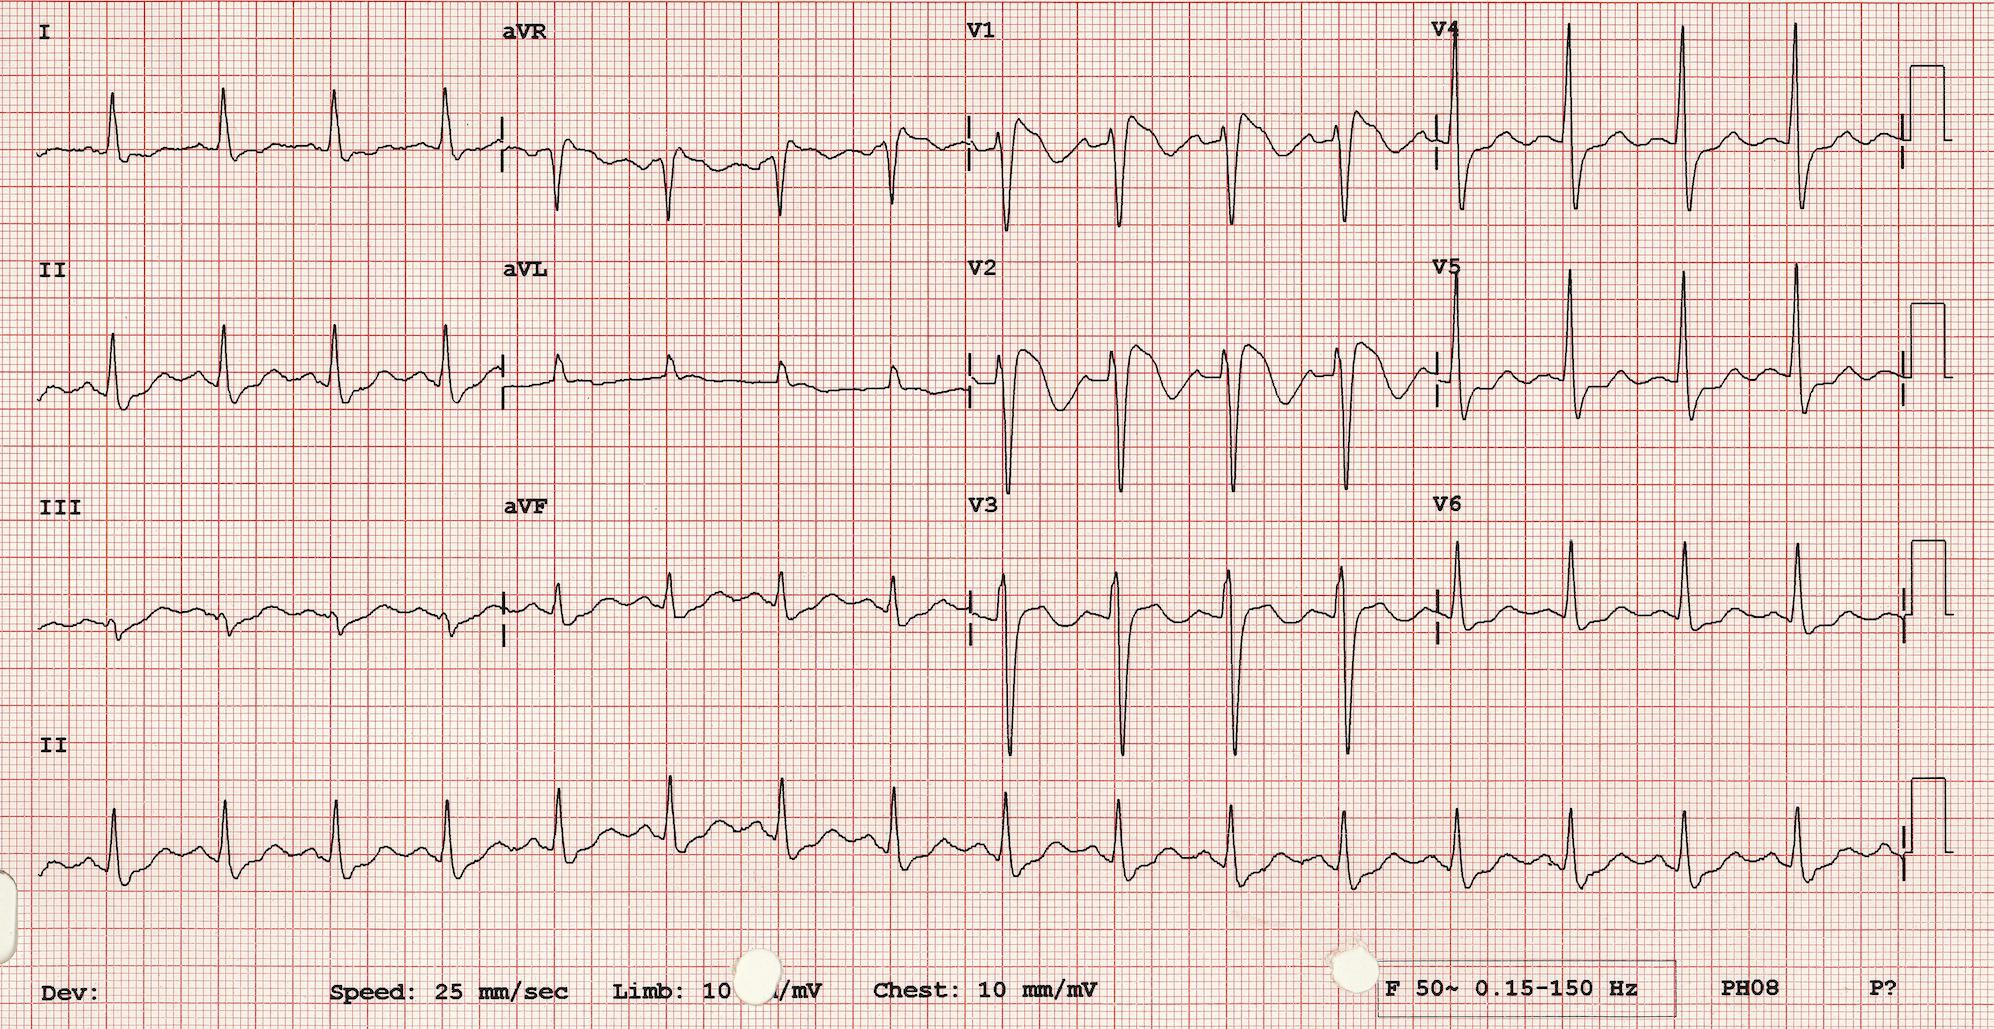 I aVR V1 V4
II aVL V2 V5
III aVF V3 V6
II
Dev: Speed: 25 mm/sec Limb: 10 /mV Chest: 10 mm/mV F 50~ 0.15-150 Hz PH08 P?